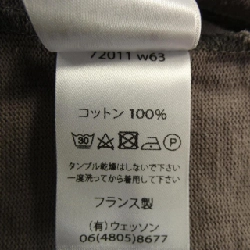 72011 w63
コットン 100%
30 P
タンブル乾燥はしないで下さい
一度洗ってから着用して下さい
フランス製
(有)ウェッソン
06(4805)8677